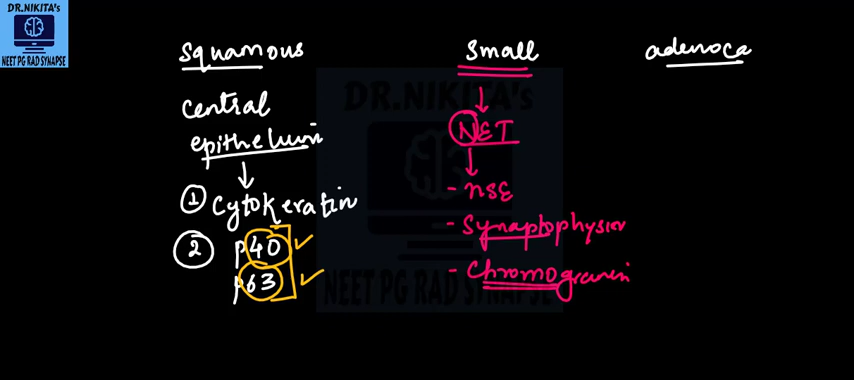 DR.NIKITA's
NEET PG RAD SYNAPSE
Squamous
Small
adenoca
DR.NIKITA's
Central
epithelium
NET
① Cytokeratin
- NSE
- Synaptophysin
② p40 ✓
p63 ✓
- Chromogranin
NEET PG RAD SYNAPSE